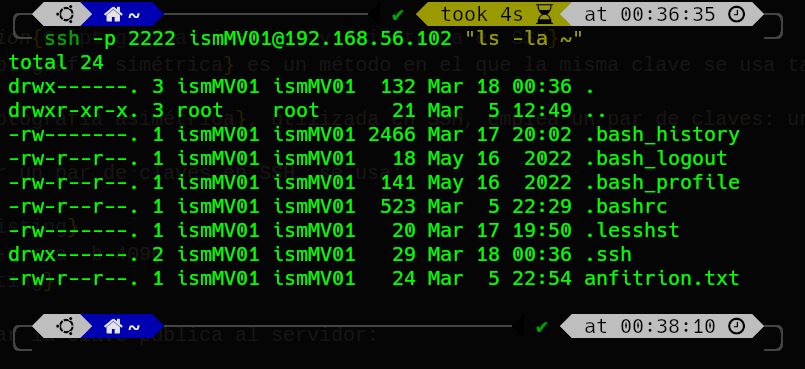 ~ ✔ took 4s at 00:36:35
ssh -p 2222 ismMV01@192.168.56.102 "ls -la ~"
total 24
drwx------. 3 ismMV01 ismMV01 132 Mar 18 00:36 .
drwxr-xr-x. 3 root root 21 Mar 5 12:49 ..
-rw-------. 1 ismMV01 ismMV01 2466 Mar 17 20:02 .bash_history
-rw-r--r--. 1 ismMV01 ismMV01 18 May 16 2022 .bash_logout
-rw-r--r--. 1 ismMV01 ismMV01 141 May 16 2022 .bash_profile
-rw-r--r--. 1 ismMV01 ismMV01 523 Mar 5 22:29 .bashrc
-rw-------. 1 ismMV01 ismMV01 20 Mar 17 19:50 .lesshst
drwx------. 2 ismMV01 ismMV01 29 Mar 18 00:36 .ssh
-rw-r--r--. 1 ismMV01 ismMV01 24 Mar 5 22:54 anfitrion.txt
~ ✔ at 00:38:10